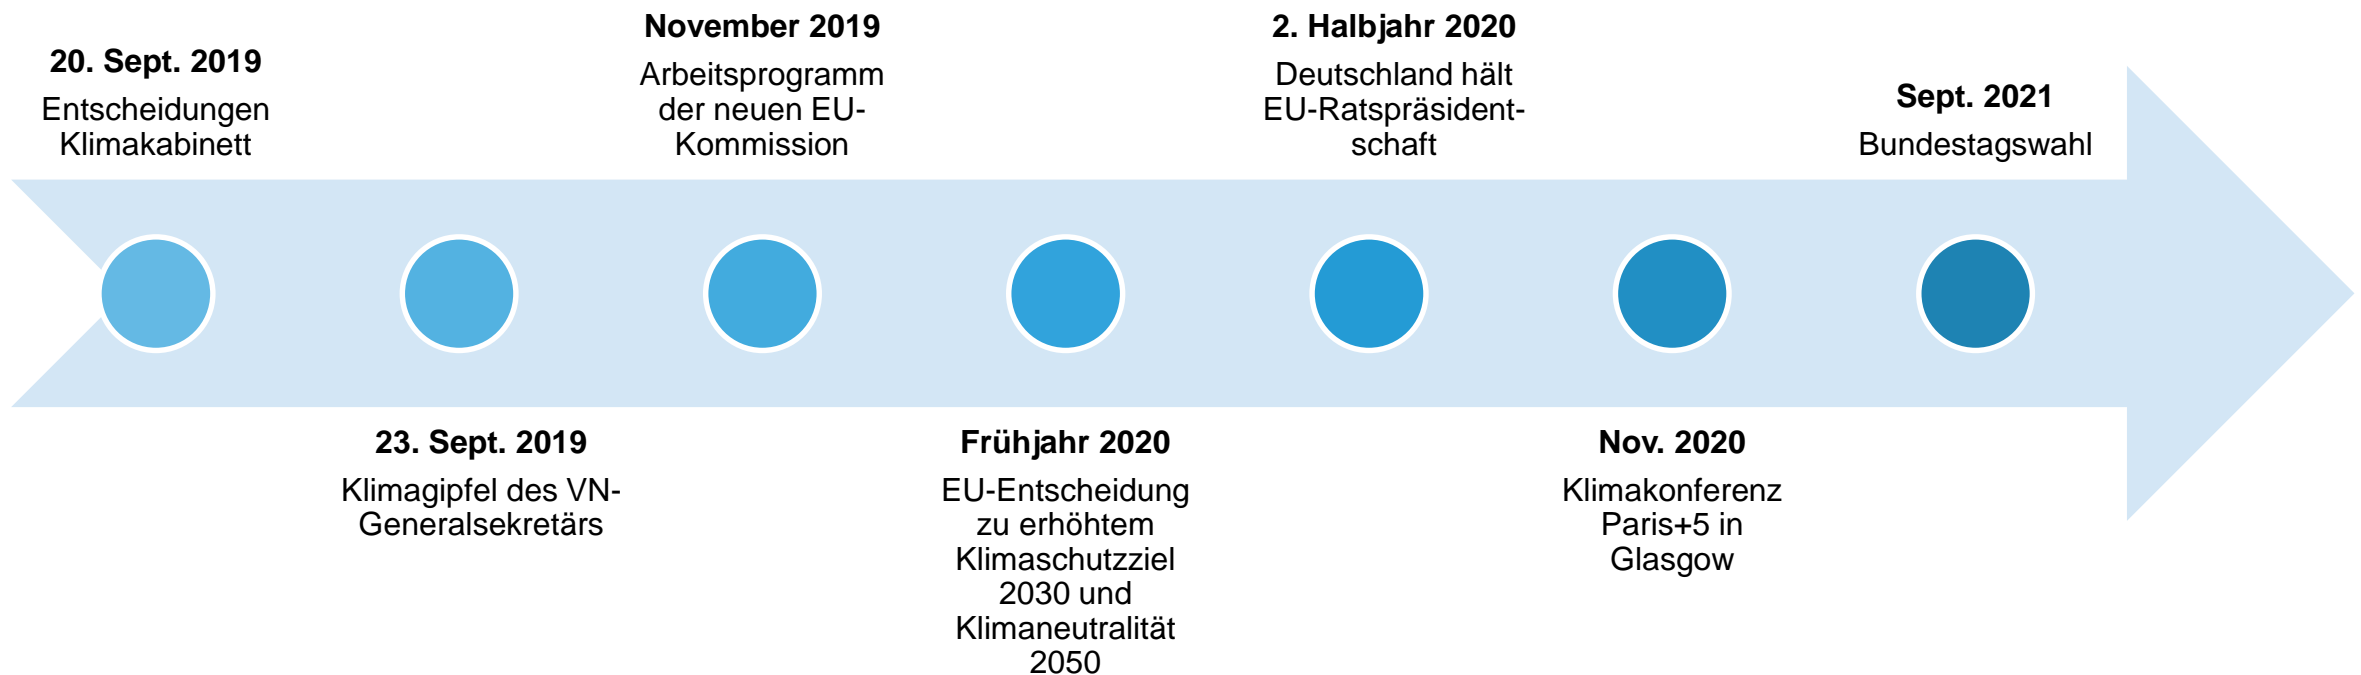 20. Sept. 2019
Entscheidungen
Klimakabinett
23. Sept. 2019
Klimagipfel des VN-
Generalsekretärs
November 2019
Arbeitsprogramm
der neuen EU-
Kommission
Frühjahr 2020
EU-Entscheidung
zu erhöhtem
Klimaschutzziel
2030 und
Klimaneutralität
2050
2. Halbjahr 2020
Deutschland hält
EU-Ratspräsident-
schaft
Nov. 2020
Klimakonferenz
Paris+5 in
Glasgow
Sept. 2021
Bundestagswahl